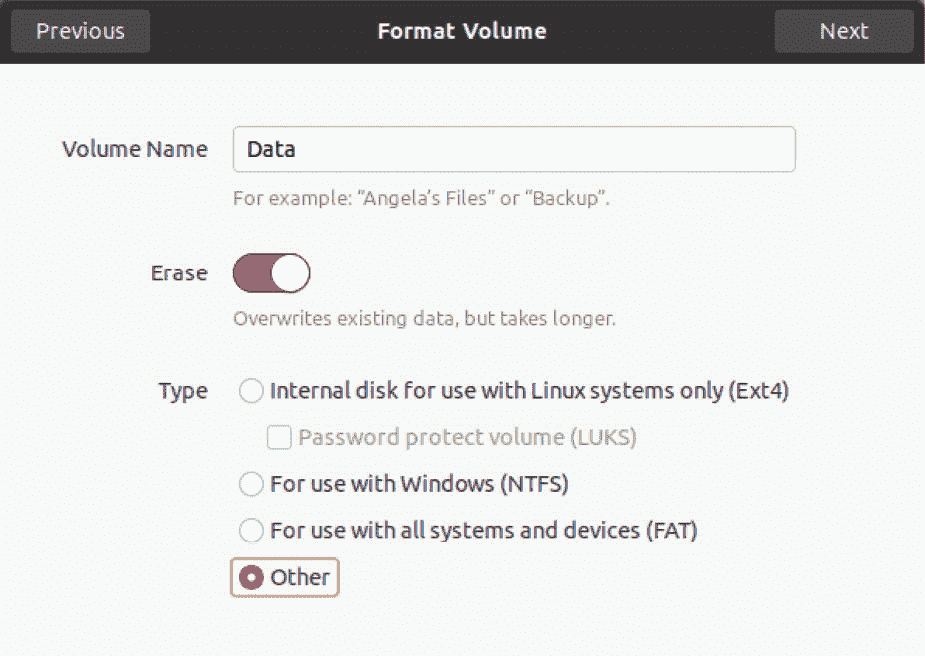 Previous Format Volume Next
Volume Name Data
For example: “Angela’s Files” or “Backup”.
Erase
Overwrites existing data, but takes longer.
Type Internal disk for use with Linux systems only (Ext4)
Password protect volume (LUKS)
For use with Windows (NTFS)
For use with all systems and devices (FAT)
Other